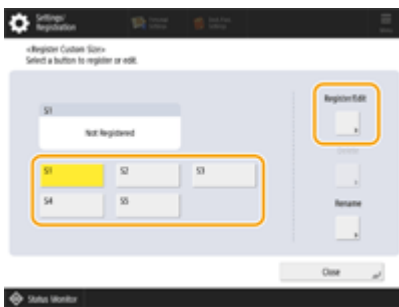 Settings/
Registration
<Register Custom Size>
Select a button to register or edit.
S1
Not Registered
Register/Edit
S1
S2
S3
S4
S5
Rename
Close
Status Monitor